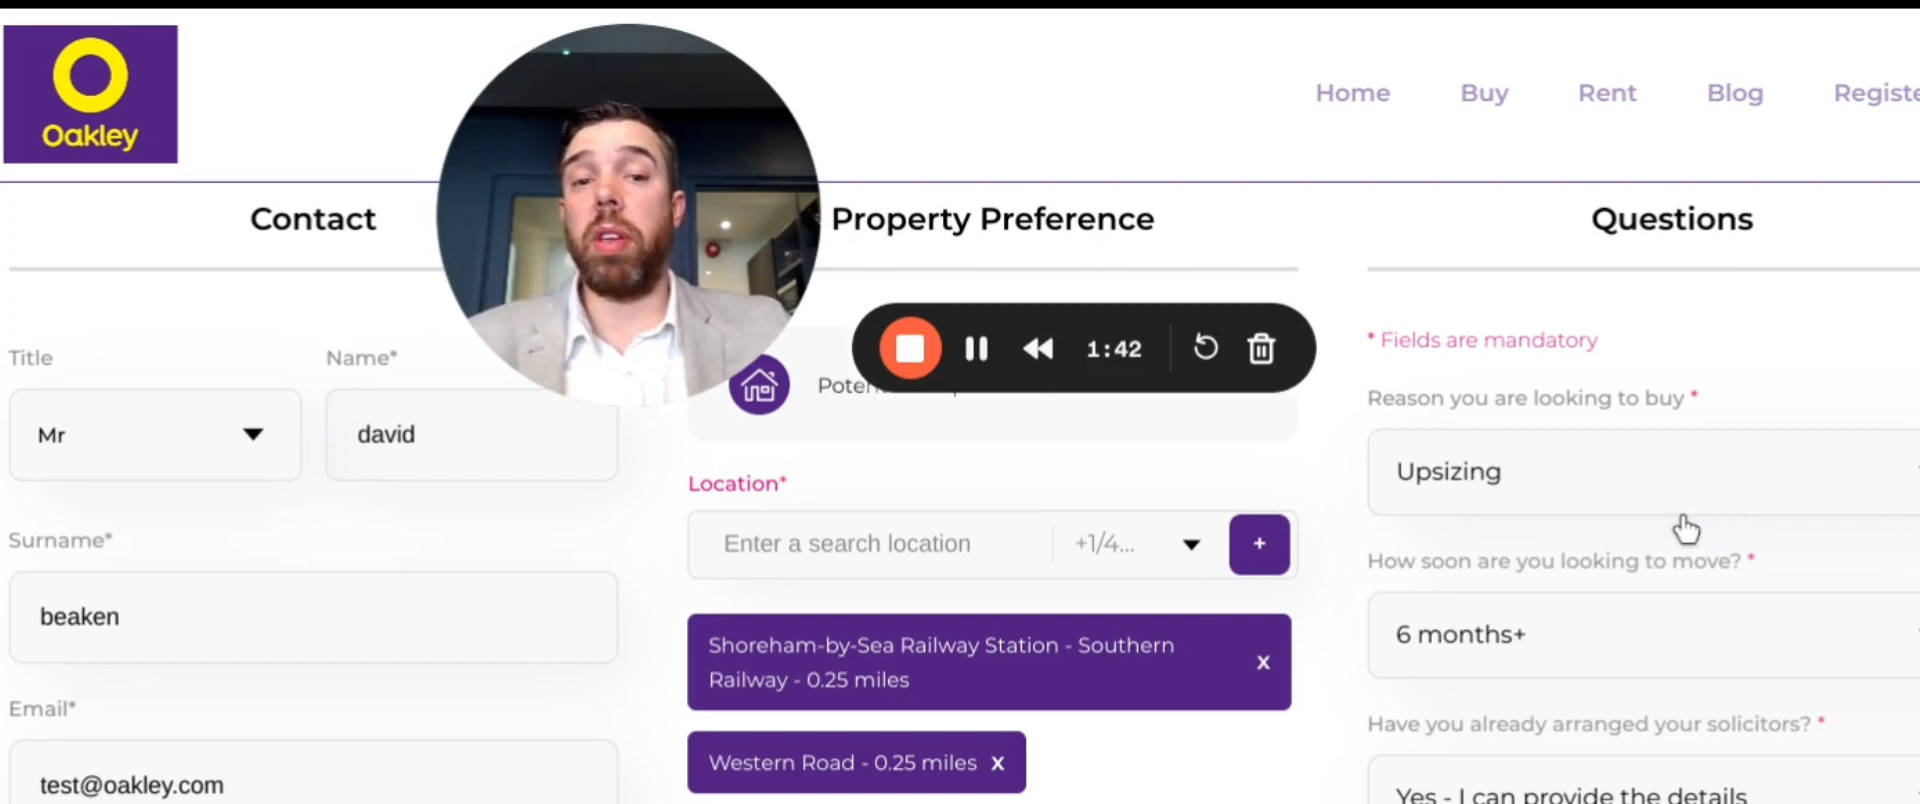 Oakley
Home
Buy
Rent
Blog
Contact
Property Preference
Questions
1:42
Title
Name*
Mr
david
Surname*
beaken
Email*
test@oakley.com
Location*
Enter a search location
+1/4...
+
Shoreham-by-Sea Railway Station - Southern
Railway - 0.25 miles
x
Western Road - 0.25 miles x
* Fields are mandatory
Reason you are looking to buy *
Upsizing
How soon are you looking to move? *
6 months+
Have you already arranged your solicitors? *
Yes - I can provide the details